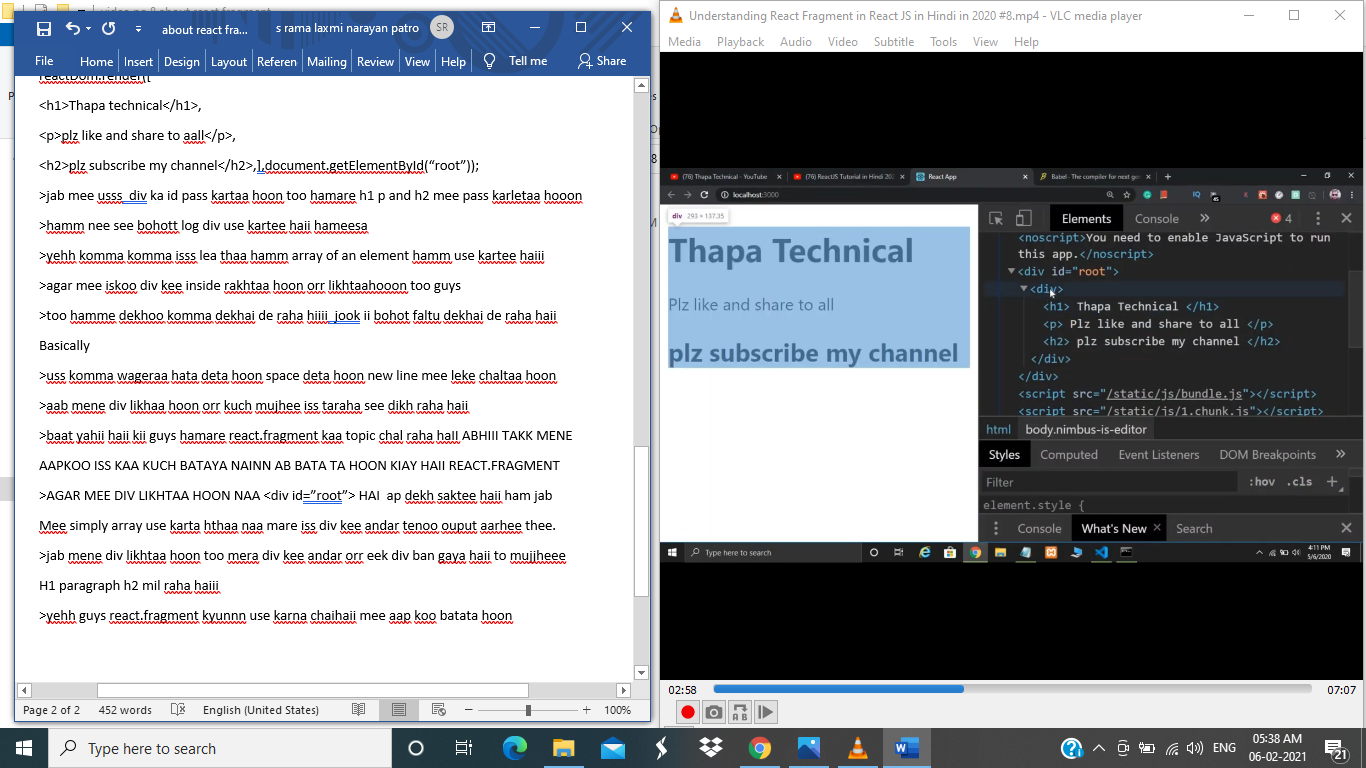 video no 8 about react fragment
about react fra...
s rama laxmi narayan patro
SR
File Home Insert Design Layout Referen Mailing Review View Help Tell me Share
reactDom.render([
<h1>Thapa technical</h1>,
<p>plz like and share to aall</p>,
<h2>plz subscribe my channel</h2>,],document.getElementById(“root”));
>jab mee usss div ka id pass kartaa hoon too hamare h1 p and h2 mee pass karletaa hooon
>hamm nee see bohott log div use kartee haii hameesa
>yehh komma komma isss lea thaa hamm array of an element hamm use kartee haiii
>agar mee iskoo div kee inside rakhtaa hoon orr likhtaahooon too guys
>too hamme dekhoo komma dekhai de raha hiiii jook ii bohot faltu dekhai de raha haii
Basically
>uss komma wageraa hata deta hoon space deta hoon new line mee leke chaltaa hoon
>aab mene div likhaa hoon orr kuch mujhee iss taraha see dikh raha haii
>baat yahii haii kii guys hamare react.fragment kaa topic chal raha haII ABHIII TAKK MENE
AAPKOO ISS KAA KUCH BATAYA NAINN AB BATA TA HOON KIAY HAII REACT.FRAGMENT
>AGAR MEE DIV LIKHTAA HOON NAA <div id=”root”> HAI ap dekh saktee haii ham jab
Mee simply array use karta hthaa naa mare iss div kee andar tenoo ouput aarhee thee.
>jab mene div likhtaa hoon too mera div kee andar orr eek div ban gaya haii to mujjheee
H1 paragraph h2 mil raha haiii
>yehh guys react.fragment kyunnn use karna chaihaii mee aap koo batata hoon
Page 2 of 2 452 words English (United States) 100%
Understanding React Fragment in React JS in Hindi in 2020 #8.mp4 - VLC media player
Media Playback Audio Video Subtitle Tools View Help
(76) Thapa Technical - YouTube
(76) ReactJS Tutorial in Hindi 202
React App
Babel - The compiler for next ge
localhost:3000
div 293 × 137.35
Thapa Technical
Plz like and share to all
plz subscribe my channel
Elements Console » 4
<noscript>You need to enable JavaScript to run
this app.</noscript>
<div id="root">
<div>
<h1> Thapa Technical </h1>
<p> Plz like and share to all </p>
<h2> plz subscribe my channel </h2>
</div>
</div>
<script src="/static/js/bundle.js"></script>
<script src="/static/js/1.chunk.js"></script>
html body.nimbus-is-editor
Styles Computed Event Listeners DOM Breakpoints »
Filter :hov .cls +
element.style {
Console What's New × Search
Type here to search
4:11 PM
5/6/2020
02:58
07:07
Type here to search
ENG
05:38 AM
06-02-2021
21